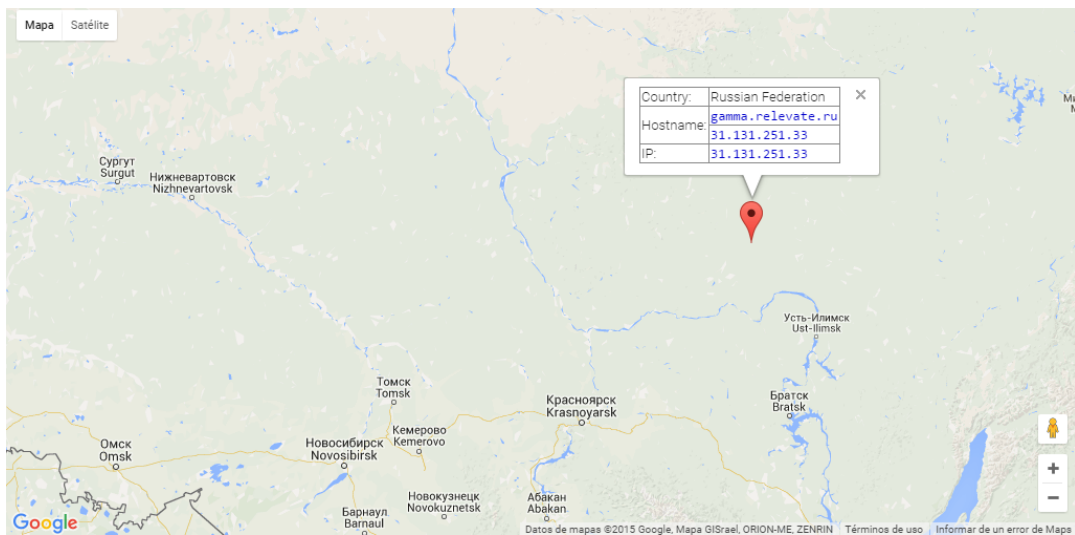 Mapa Satélite
Country: Russian Federation
Hostname: gamma.relevate.ru
31.131.251.33
IP: 31.131.251.33
Сургут
Surgut
Нижневартовск
Nizhnevartovsk
Усть-Илимск
Ust-Ilimsk
Томск
Tomsk
Красноярск
Krasnoyarsk
Братск
Bratsk
Кемерово
Kemerovo
Омск
Omsk
Новосибирск
Novosibirsk
Новокузнецк
Novokuznetsk
Абакан
Abakan
Барнаул
Barnaul
Google
Datos de mapas ©2015 Google, Mapa GISrael, ORION-ME, ZENRIN Términos de uso Informar de un error de Maps